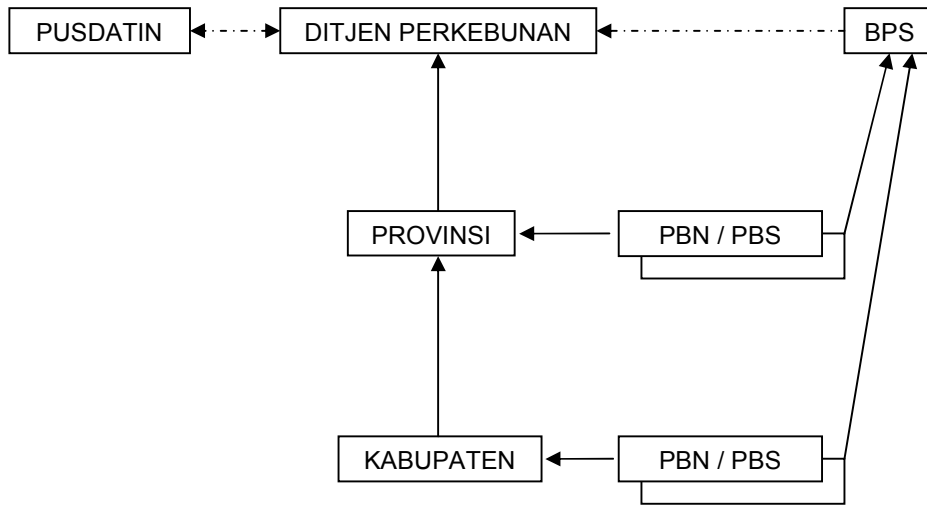 PUSDATIN
DITJEN PERKEBUNAN
BPS
PROVINSI
PBN / PBS
KABUPATEN
PBN / PBS